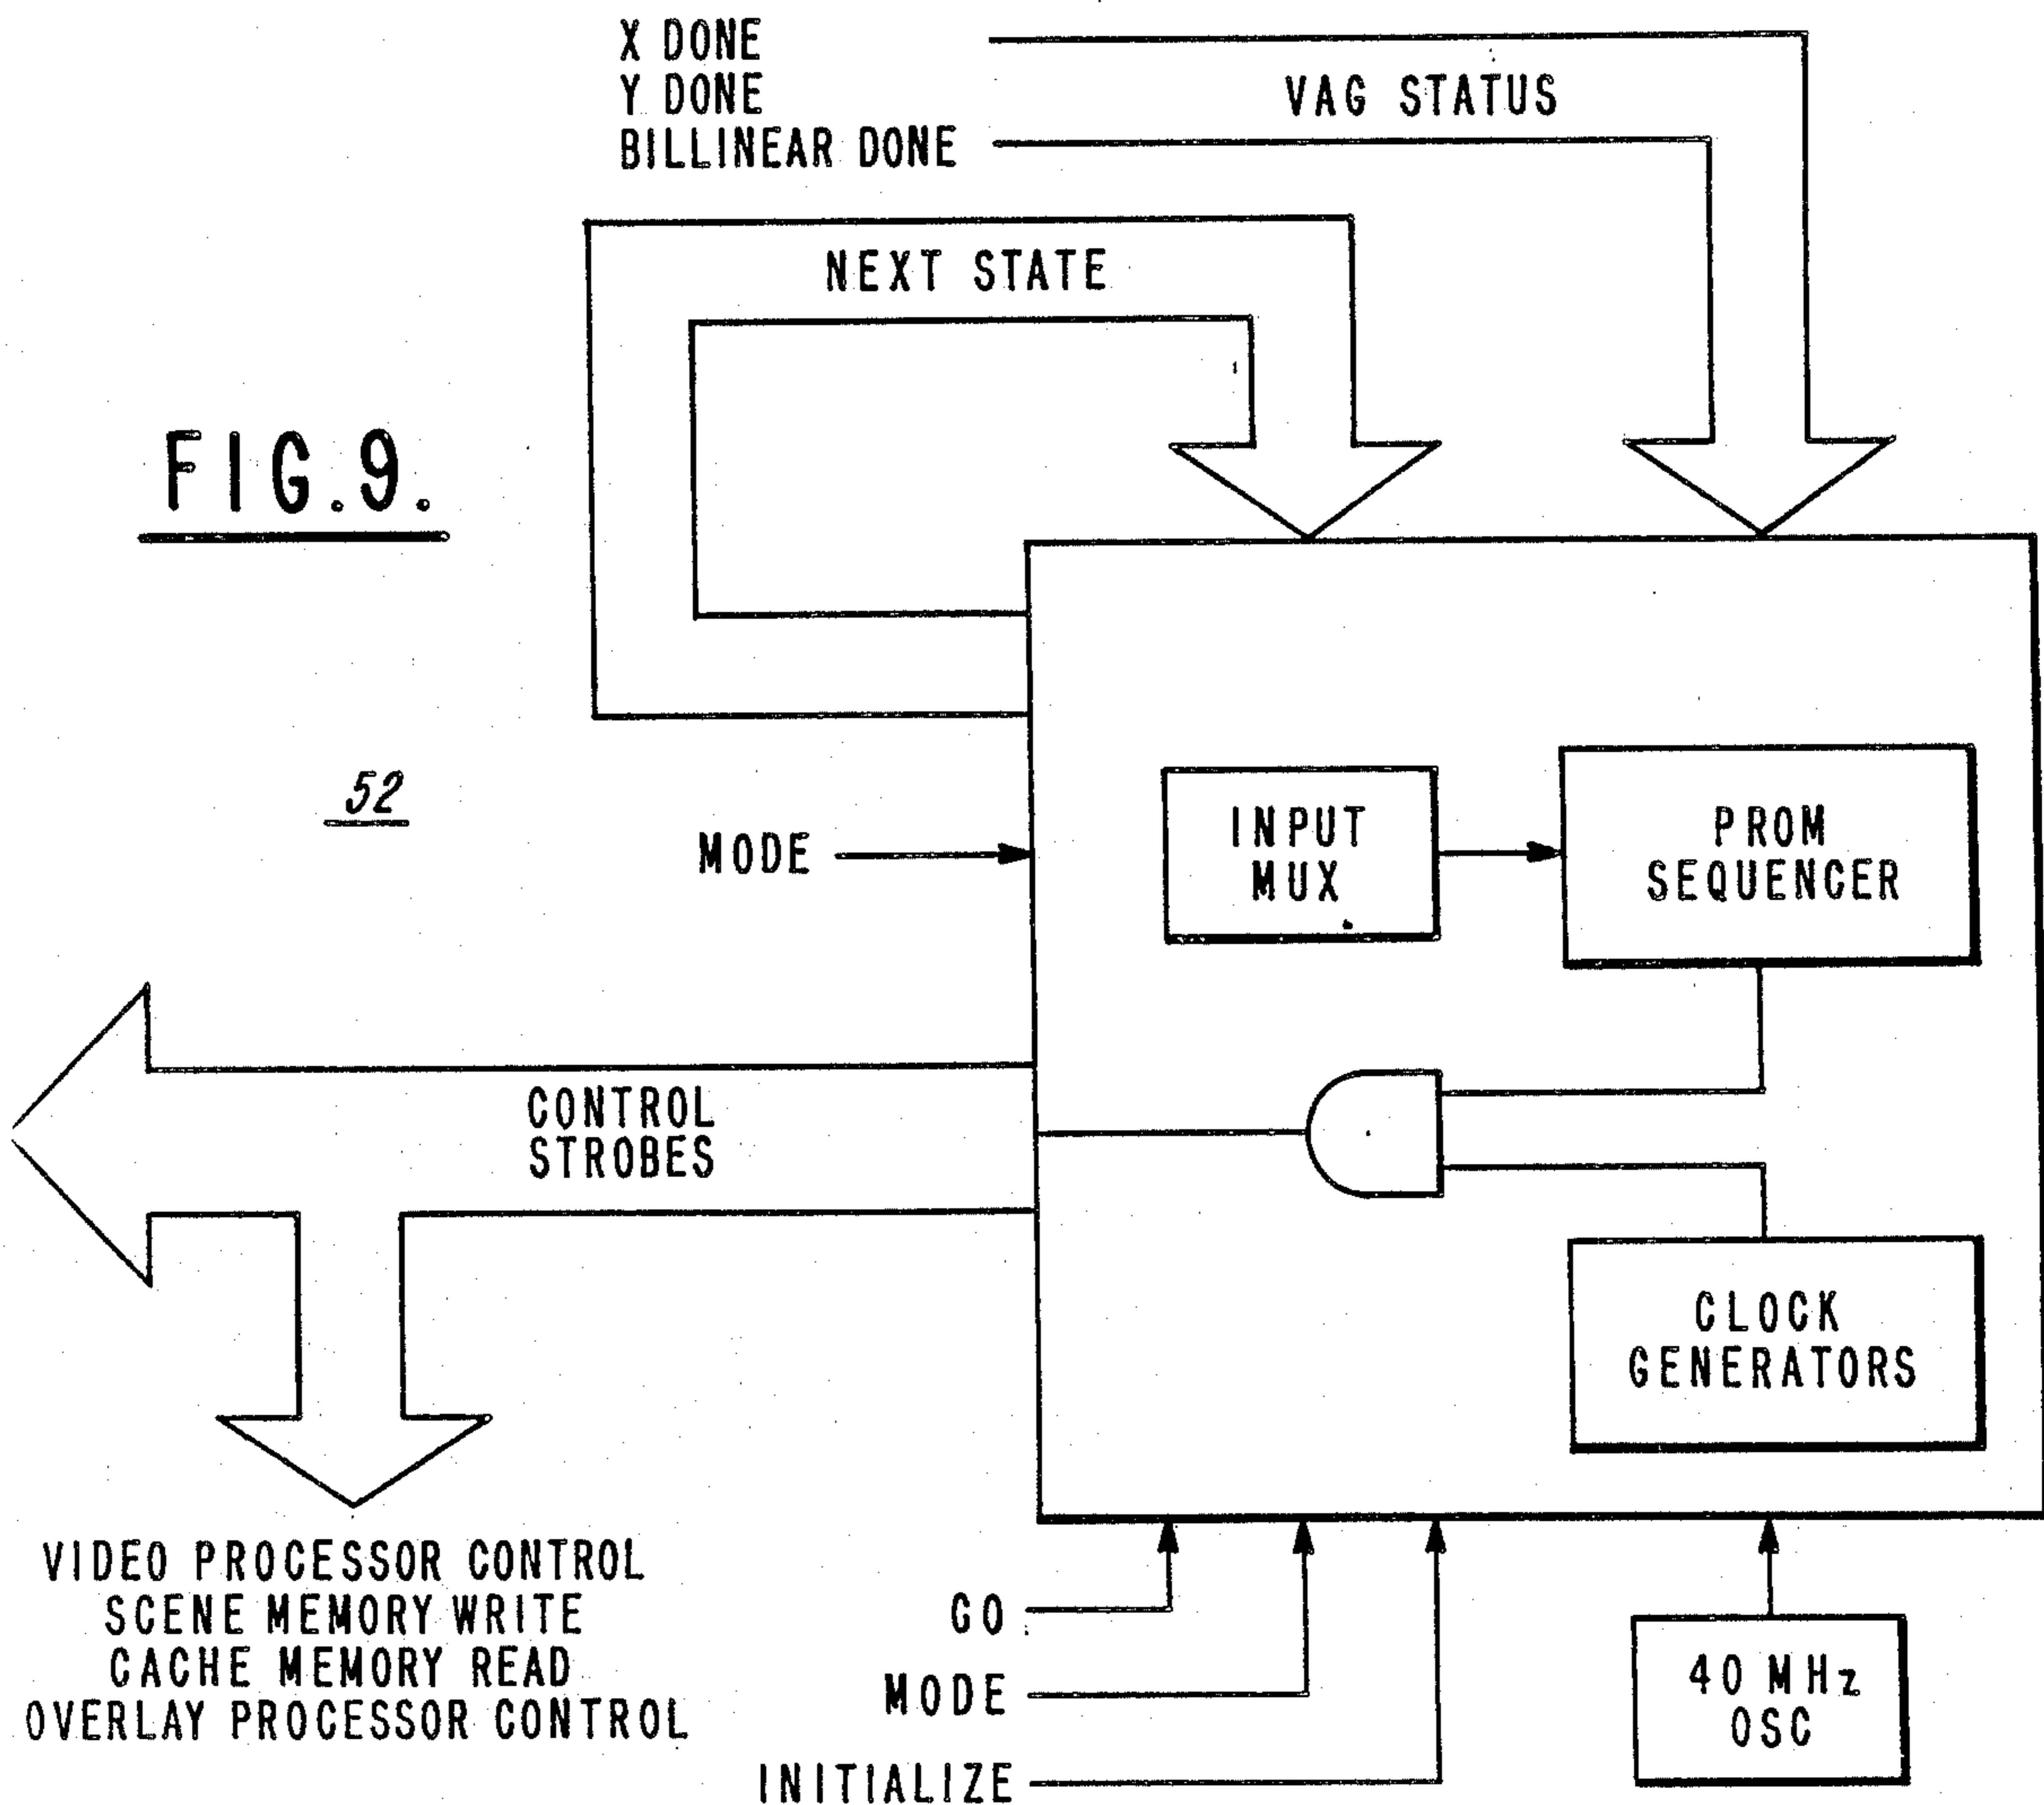 X DONE
Y DONE
BILLINEAR DONE
VAG STATUS
NEXT STATE
FIG.9.
52
MODE
INPUT
MUX
PROM
SEQUENCER
CONTROL
STROBES
CLOCK
GENERATORS
VIDEO PROCESSOR CONTROL
SCENE MEMORY WRITE
CACHE MEMORY READ
OVERLAY PROCESSOR CONTROL
GO
MODE
INITIALIZE
40 MHz
OSC